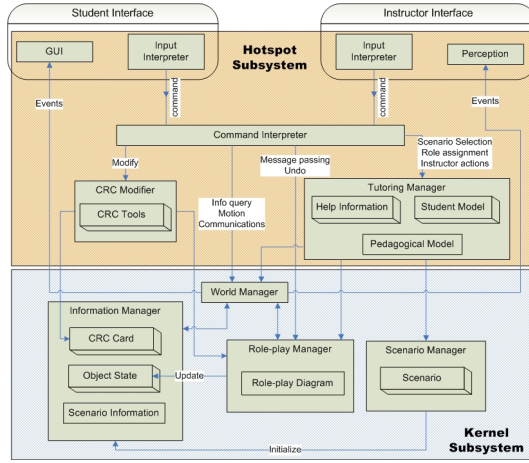 Student Interface
Instructor Interface
GUI
Input
Interpreter
Hotspot
Subsystem
Input
Interpreter
Perception
Events
command
command
Events
Command Interpreter
Modify
Message passing
Undo
Scenario Selection
Role assignment
Instructor actions
CRC Modifier
CRC Tools
Info query
Motion
Communications
Tutoring Manager
Help Information
Student Model
Pedagogical Model
World Manager
Information Manager
CRC Card
Object State
Scenario Information
Update
Role-play Manager
Role-play Diagram
Scenario Manager
Scenario
Initialize
Kernel
Subsystem